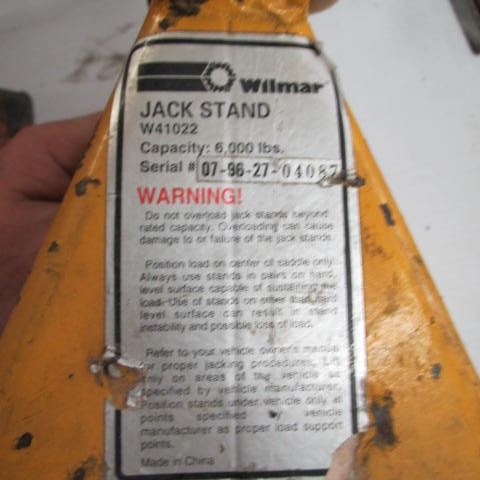 Wilmar
JACK STAND
W41022
Capacity: 6,000 lbs.
Serial # 07-96-27-04087
WARNING!
Do not overload jack stands beyond
rated capacity. Overloading can cause
damage to or failure of the jack stands.
Position load on center of saddle only.
Always use stands in pairs on hard,
level surface capable of sustaining the
load. Use of stands on other than hard
level surface can result in stand
instability and possible loss of load.
Refer to your vehicle owner's manual
for proper jacking procedures. Lift
only on areas of the vehicle as
specified by vehicle manufacturer.
Position stands under vehicle only at
points specified by vehicle
manufacturer as proper load support
points.
Made in China